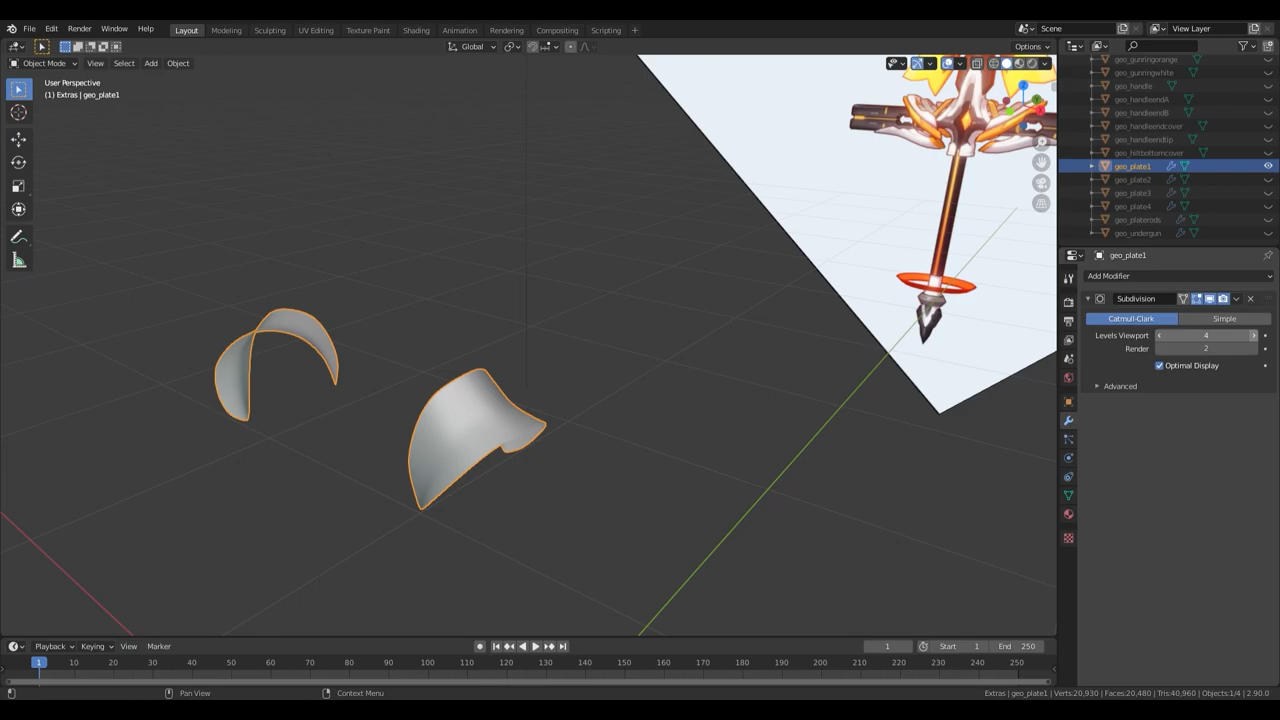 File Edit Render Window Help Layout Modeling Sculpting UV Editing Texture Paint Shading Animation Rendering Compositing Scripting + Scene View Layer
Global Options
Object Mode View Select Add Object
User Perspective
(1) Extras | geo_plate1
geo_gunringorange
geo_gunringwhite
geo_handle
geo_handleendA
geo_handleendB
geo_handleendcover
geo_handleendtip
geo_hiltbottomcover
geo_plate1
geo_plate2
geo_plate3
geo_plate4
geo_platerods
geo_undergun
geo_plate1
Add Modifier
Subdivision
Catmull-Clark Simple
Levels Viewport 4
Render 2
Optimal Display
Advanced
Playback Keying View Marker 1 Start 1 End 250
1 10 20 30 40 50 60 70 80 90 100 110 120 130 140 150 160 170 180 190 200 210 220 230 240 250
Pan View Context Menu Extras | geo_plate1 | Verts:20,930 | Faces:20,480 | Tris:40,960 | Objects:1/4 | 2.90.0